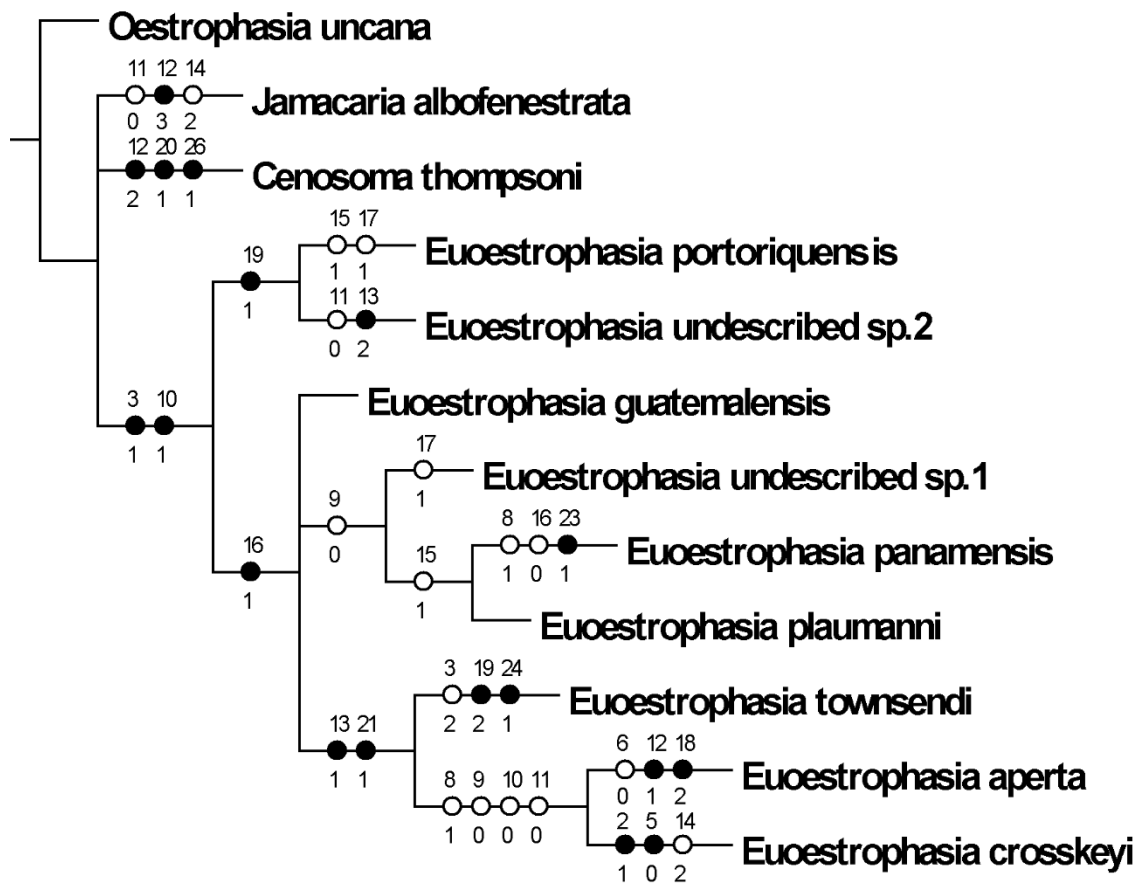 Oestrophasia uncana
11 12 14
Jamacaria albofenestrata
0 3 2
12 20 26
Cenosoma thompsoni
2 1 1
15 17
Euoestrophasia portoriquensis
1 1
19
1
11 13
Euoestrophasia undescribed sp.2
0 2
Euoestrophasia guatemalensis
3 10
1 1
17
Euoestrophasia undescribed sp.1
1
9
0
8 16 23
Euoestrophasia panamensis
1 0 1
16
1
15
1
Euoestrophasia plaumanni
3 19 24
Euoestrophasia townsendi
2 2 1
13 21
1 1
6 12 18
Euoestrophasia aperta
0 1 2
8 9 10 11
1 0 0 0
2 5 14
Euoestrophasia crosskeyi
1 0 2